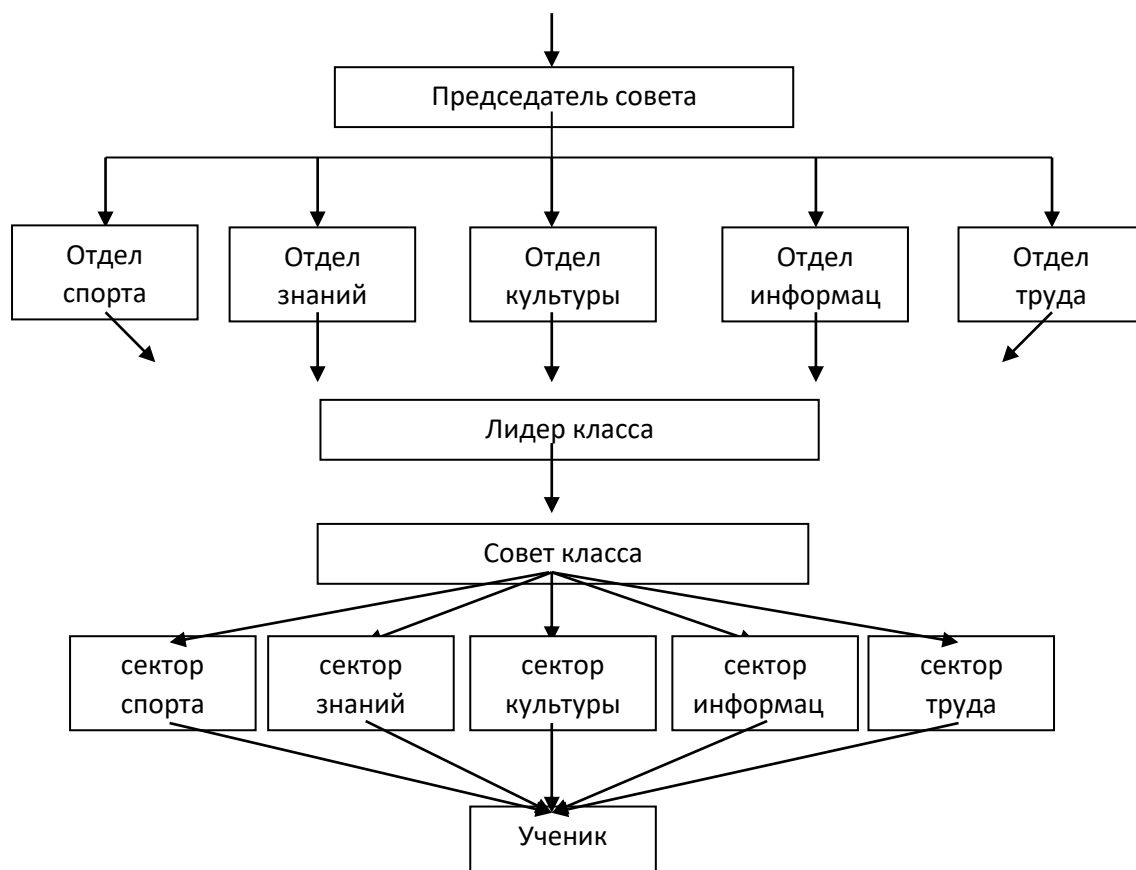 Председатель совета
Отдел
спорта
Отдел
знаний
Отдел
культуры
Отдел
информац
Отдел
труда
Лидер класса
Совет класса
сектор
спорта
сектор
знаний
сектор
культуры
сектор
информац
сектор
труда
Ученик